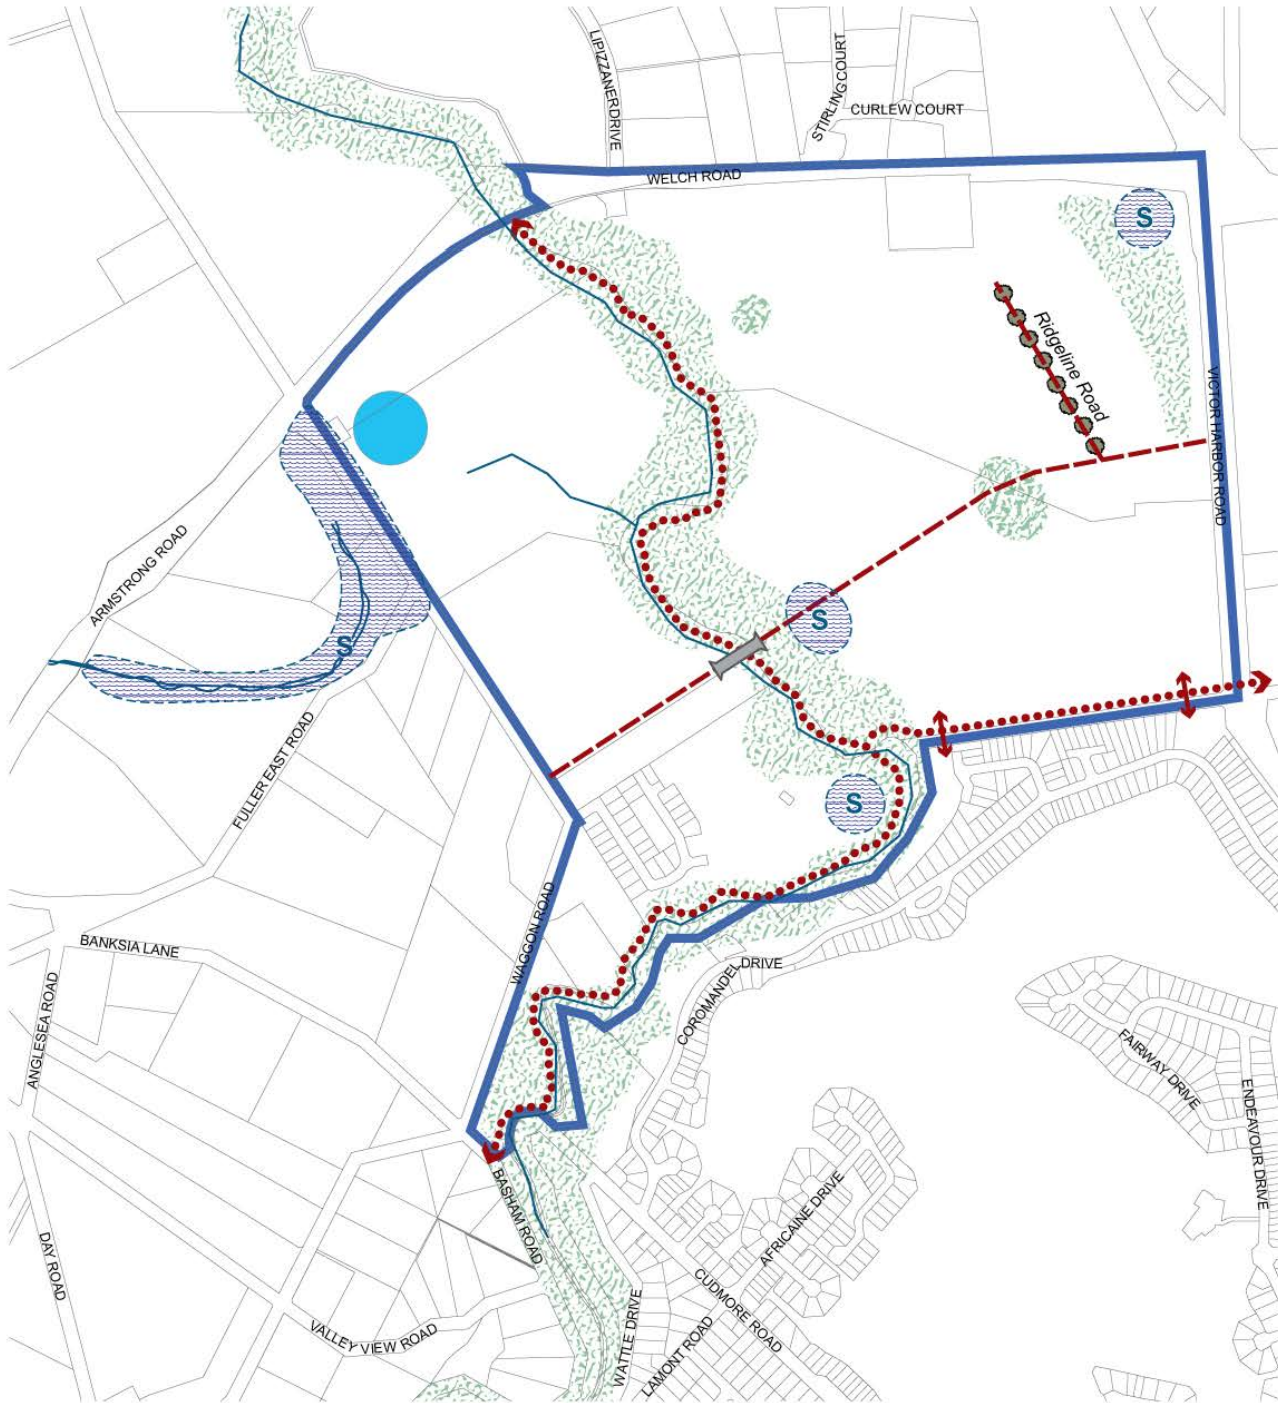 LIPIZZANER DRIVE
STIRLING COURT
CURLEW COURT
WELCH ROAD
S
Ridgeline Road
VICTOR HARBOR ROAD
ARMSTRONG ROAD
S
S
FULLER EAST ROAD
S
WAGGON ROAD
BANKSIA LANE
ANGLESEA ROAD
COROMANDEL DRIVE
FAIRWAY DRIVE
ENDEAVOUR DRIVE
BASHAM ROAD
AFRICAINE DRIVE
DAY ROAD
CUDMORE ROAD
VALLEY VIEW ROAD
WATTLE DRIVE
LAMONT ROAD